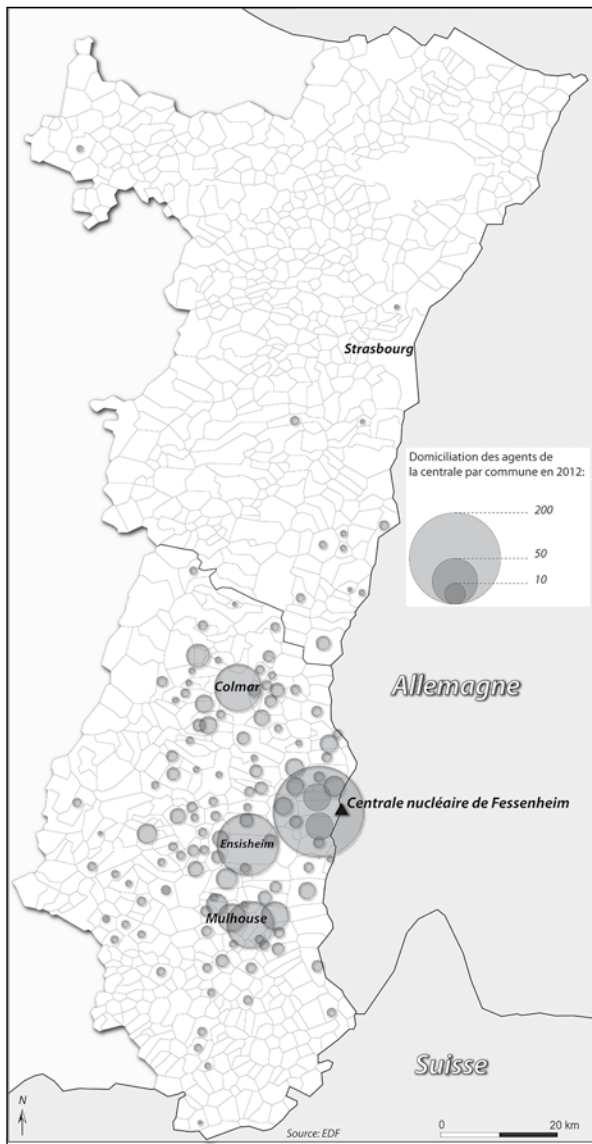 Strasbourg
Domiciliation des agents de
la centrale par commune en 2012:
200
50
10
Colmar
Allemagne
Centrale nucléaire de Fessenheim
Ensisheim
Mulhouse
Suisse
N
Source: EDF
0
20 km